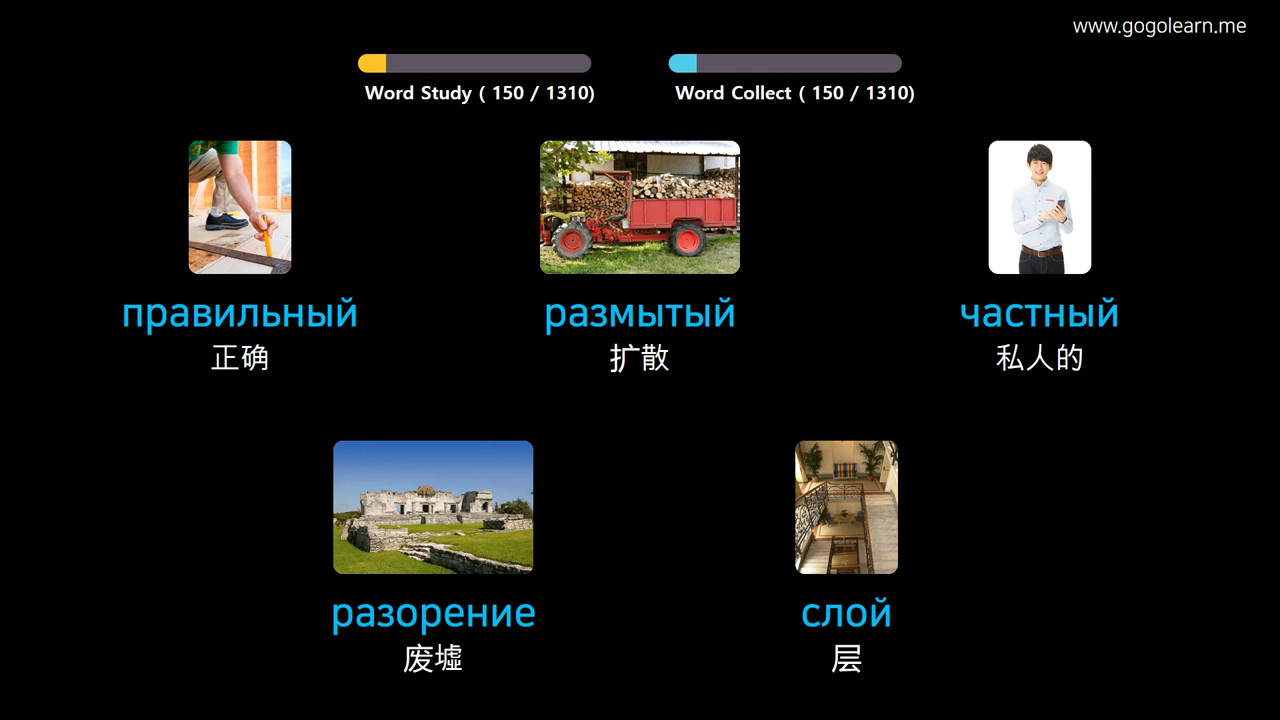 www.gogolearn.me
Word Study ( 150 / 1310)
Word Collect ( 150 / 1310)
правильный
正确
размытый
扩散
частный
私人的
разорение
废墟
слой
层